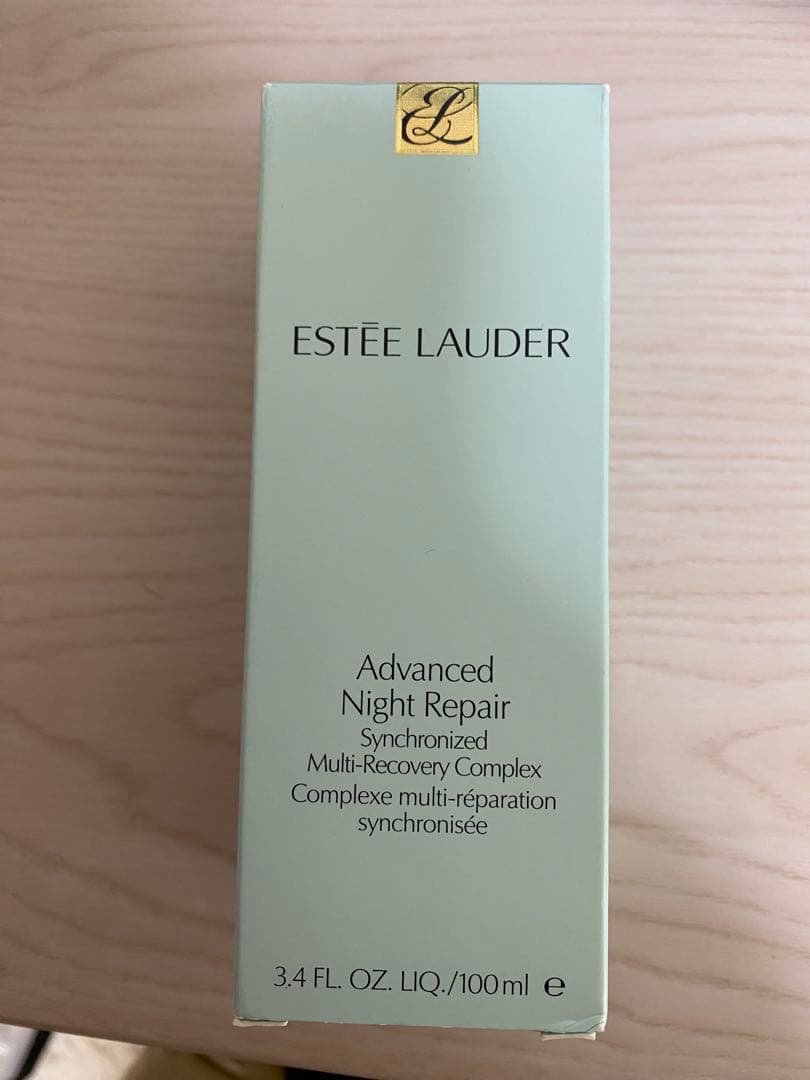 EL
ESTĒE LAUDER
Advanced
Night Repair
Synchronized
Multi-Recovery Complex
Complexe multi-réparation
synchronisée
3.4 FL. OZ. LIQ./100 ml ℮